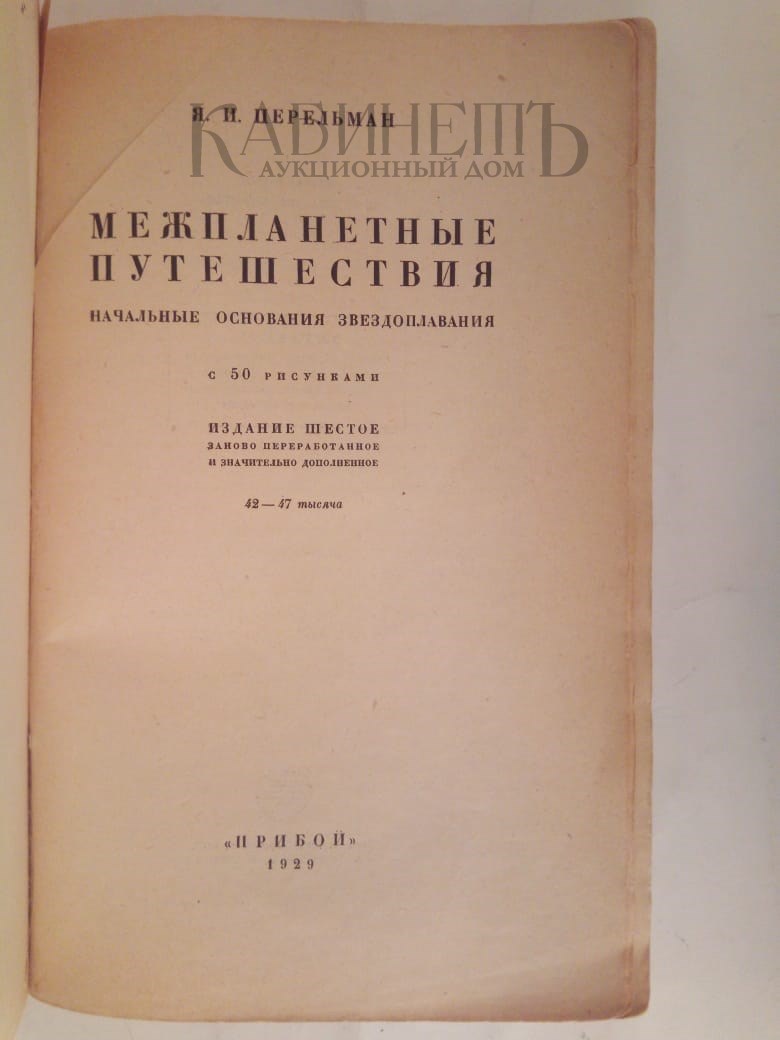 Я. И. ПЕРЕЛЬМАН
КАБИНЕТЪ
АУКЦИОННЫЙ ДОМ
МЕЖПЛАНЕТНЫЕ
ПУТЕШЕСТВИЯ
НАЧАЛЬНЫЕ ОСНОВАНИЯ ЗВЕЗДОПЛАВАНИЯ
С 50 РИСУНКАМИ
ИЗДАНИЕ ШЕСТОЕ
ЗАНОВО ПЕРЕРАБОТАННОЕ
И ЗНАЧИТЕЛЬНО ДОПОЛНЕННОЕ
42 — 47 тысяча
«ПРИБОЙ»
1929